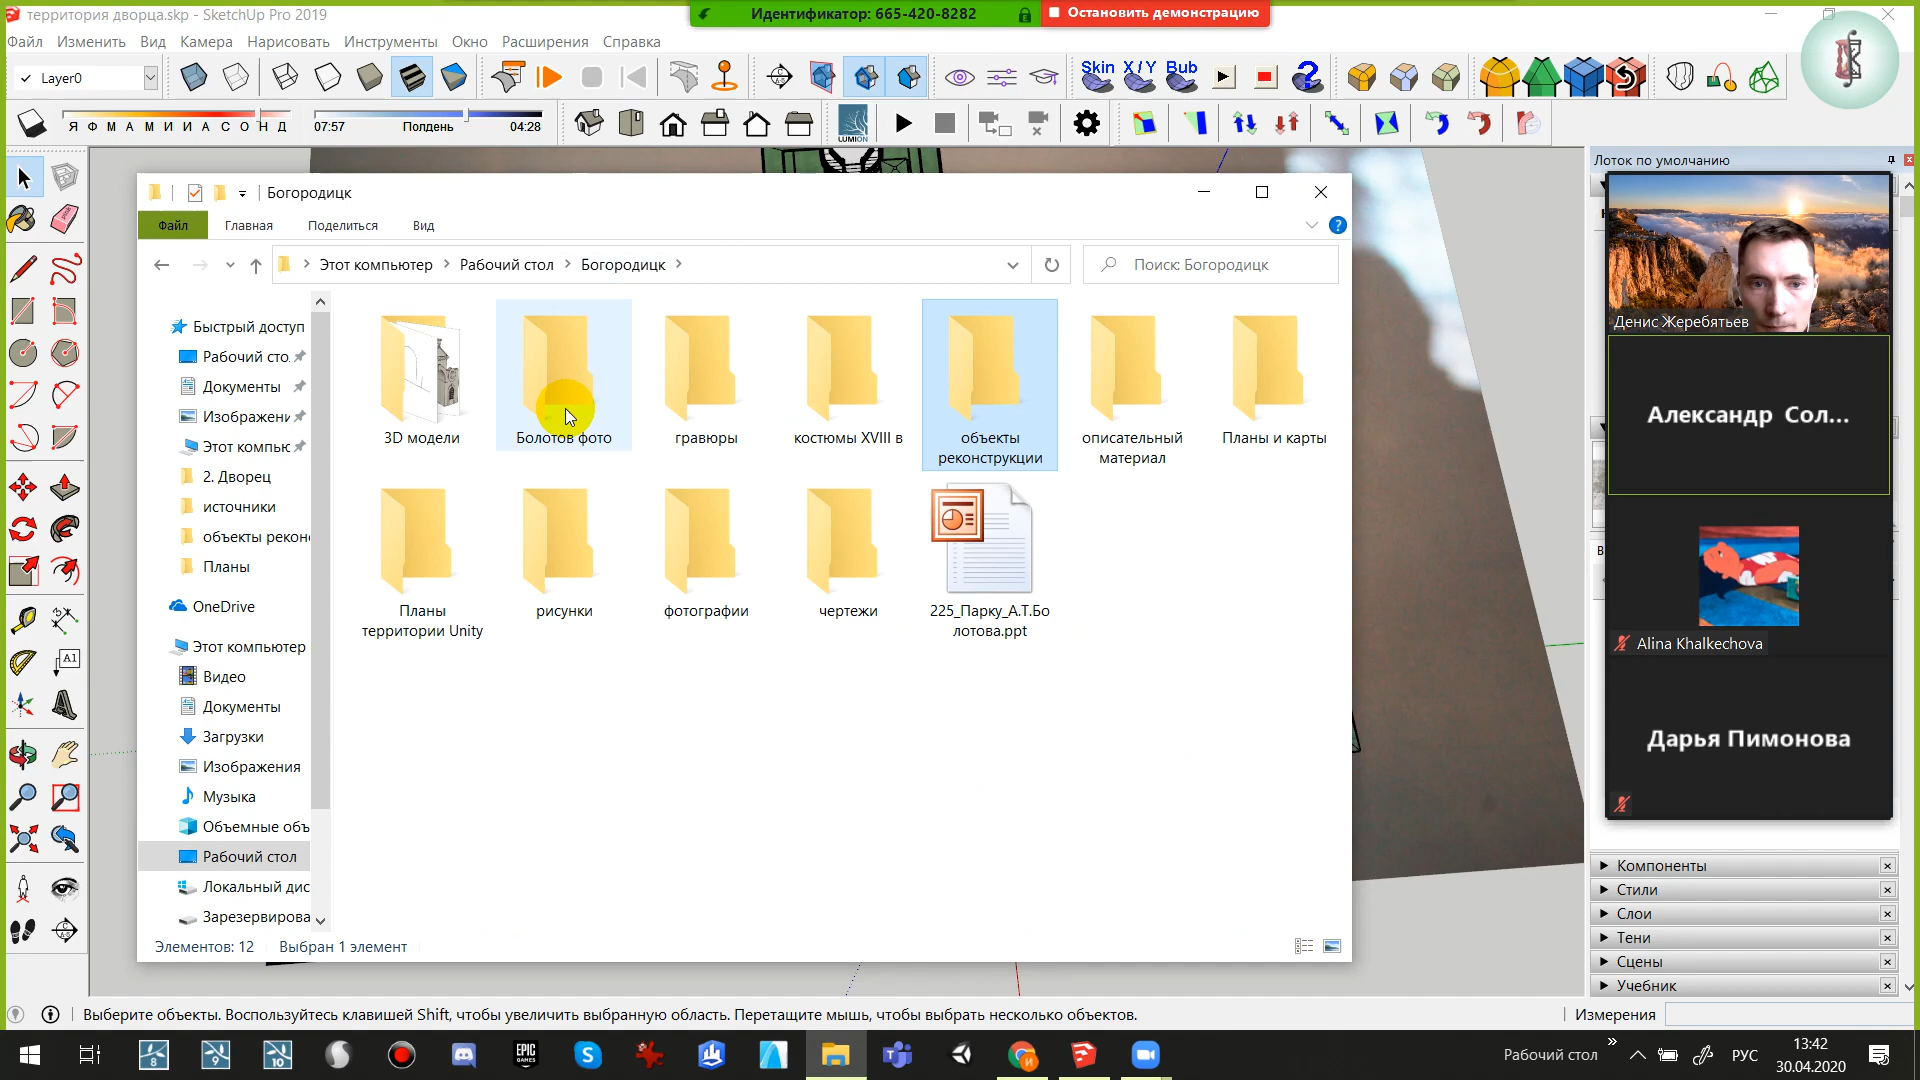 территория дворца.skp - SketchUp Pro 2019
Идентификатор: 665-420-8282
Остановить демонстрацию
Файл Изменить Вид Камера Нарисовать Инструменты Окно Расширения Справка
Layer0
Skin X/Y Bub
Я Ф М А М И И А С О Н Д
07:57 Полдень 04:28
LUMION
Лоток по умолчанию
Богородицк
Файл Главная Поделиться Вид
Этот компьютер Рабочий стол Богородицк
Поиск: Богородицк
Быстрый доступ
Рабочий сто
Документы
Изображени
Этот компьк
2. Дворец
источники
объекты рекон
Планы
OneDrive
Этот компьютер
Видео
Документы
Загрузки
Изображения
Музыка
Объемные объ
Рабочий стол
Локальный дис
Зарезервирова
3D модели
Болотов фото
гравюры
костюмы XVIII в
объекты
реконструкции
описательный
материал
Планы и карты
Планы
территории Unity
рисунки
фотографии
чертежи
225_Парку_А.Т.Бо
лотова.ppt
Элементов: 12 Выбран 1 элемент
Денис Жеребятьев
Александр Сол...
Alina Khalkechova
Дарья Пимонова
Компоненты
Стили
Слои
Тени
Сцены
Учебник
Выберите объекты. Воспользуйтесь клавишей Shift, чтобы увеличить выбранную область. Перетащите мышь, чтобы выбрать несколько объектов.
Измерения
8
9
10
EPIC
GAMES
Рабочий стол
РУС
13:42
30.04.2020